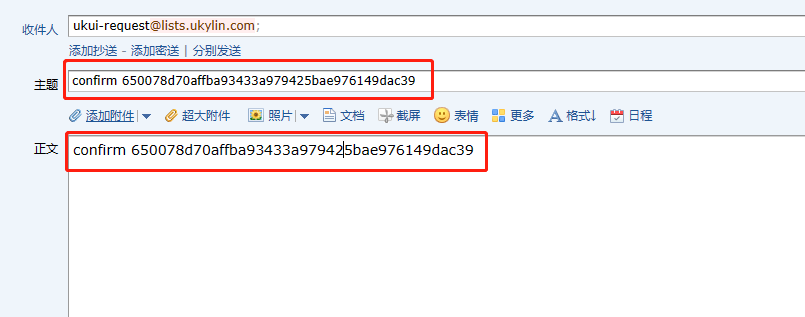 收件人 ukui-request@lists.ukylin.com;
添加抄送 - 添加密送 | 分别发送
主题 confirm 650078d70affba93433a979425bae976149dac39
添加附件 | 超大附件 照片 | 文档 截屏 表情 更多 格式↓ 日程
正文 confirm 650078d70affba93433a979425bae976149dac39